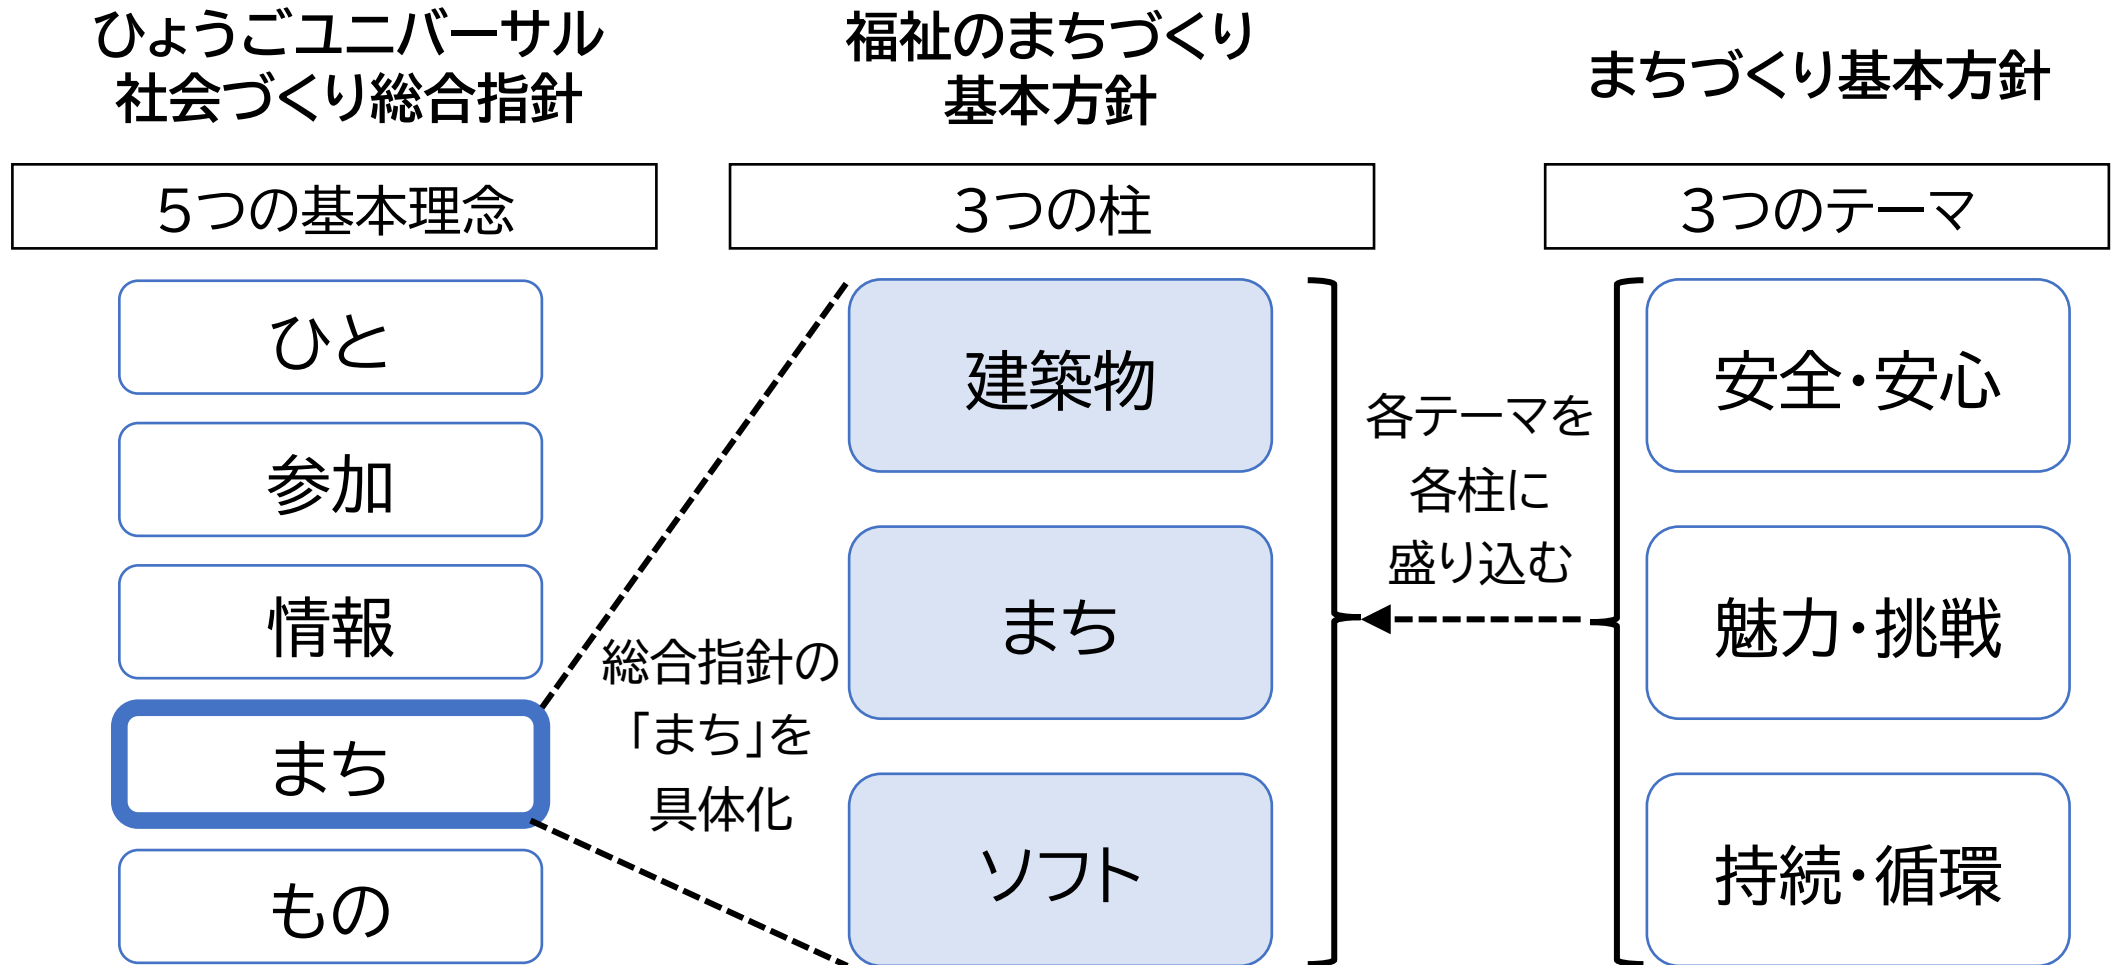 ひょうごユニバーサル
社会づくり総合指針
5つの基本理念
ひと
参加
情報
まち
もの
総合指針の
「まち」を
具体化
福祉のまちづくり
基本方針
3つの柱
建築物
まち
ソフト
各テーマを
各柱に
盛り込む
まちづくり基本方針
3つのテーマ
安全・安心
魅力・挑戦
持続・循環